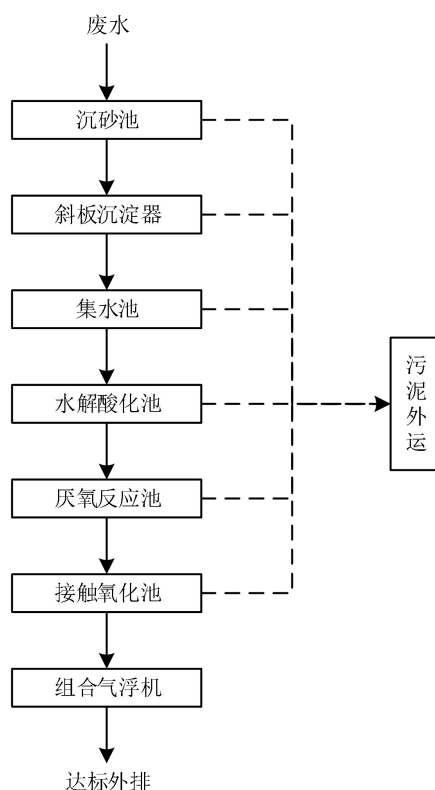 废水
沉砂池
斜板沉淀器
集水池
水解酸化池
厌氧反应池
接触氧化池
组合气浮机
达标外排
污
泥
外
运